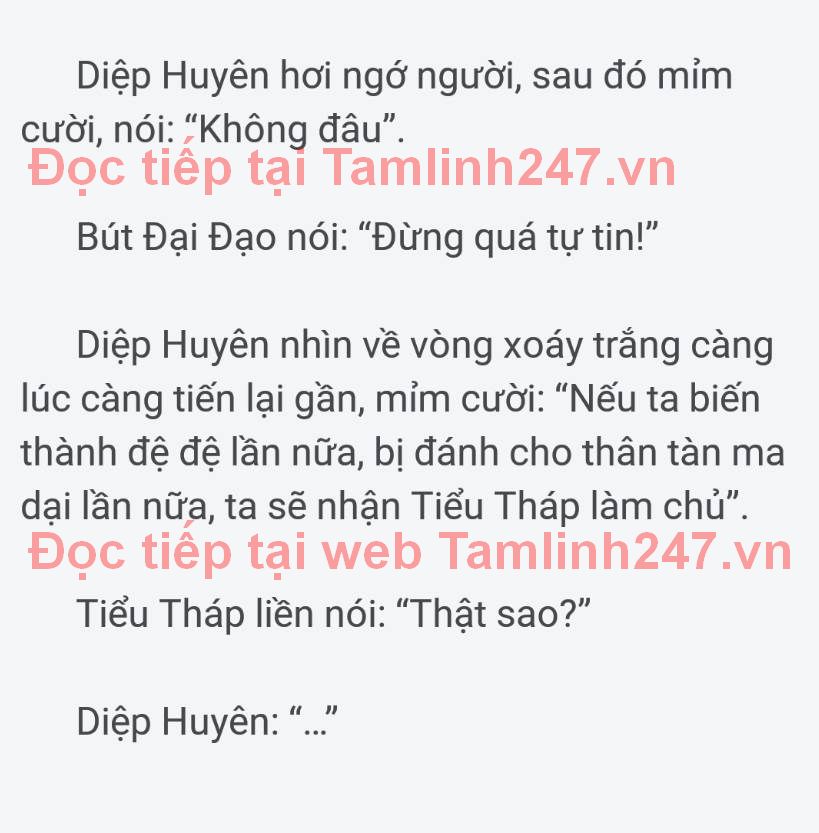 Diệp Huyên hơi ngớ người, sau đó mỉm
cười, nói: “Không đâu”.
Đọc tiếp tại Tamlinh247.vn
Bút Đại Đạo nói: “Đừng quá tự tin!”
Diệp Huyên nhìn về vòng xoáy trắng càng
lúc càng tiến lại gần, mỉm cười: “Nếu ta biến
thành đệ đệ lần nữa, bị đánh cho thân tàn ma
dại lần nữa, ta sẽ nhận Tiểu Tháp làm chủ”.
Đọc tiếp tại web Tamlinh247.vn
Tiểu Tháp liền nói: “Thật sao?”
Diệp Huyên: “…”